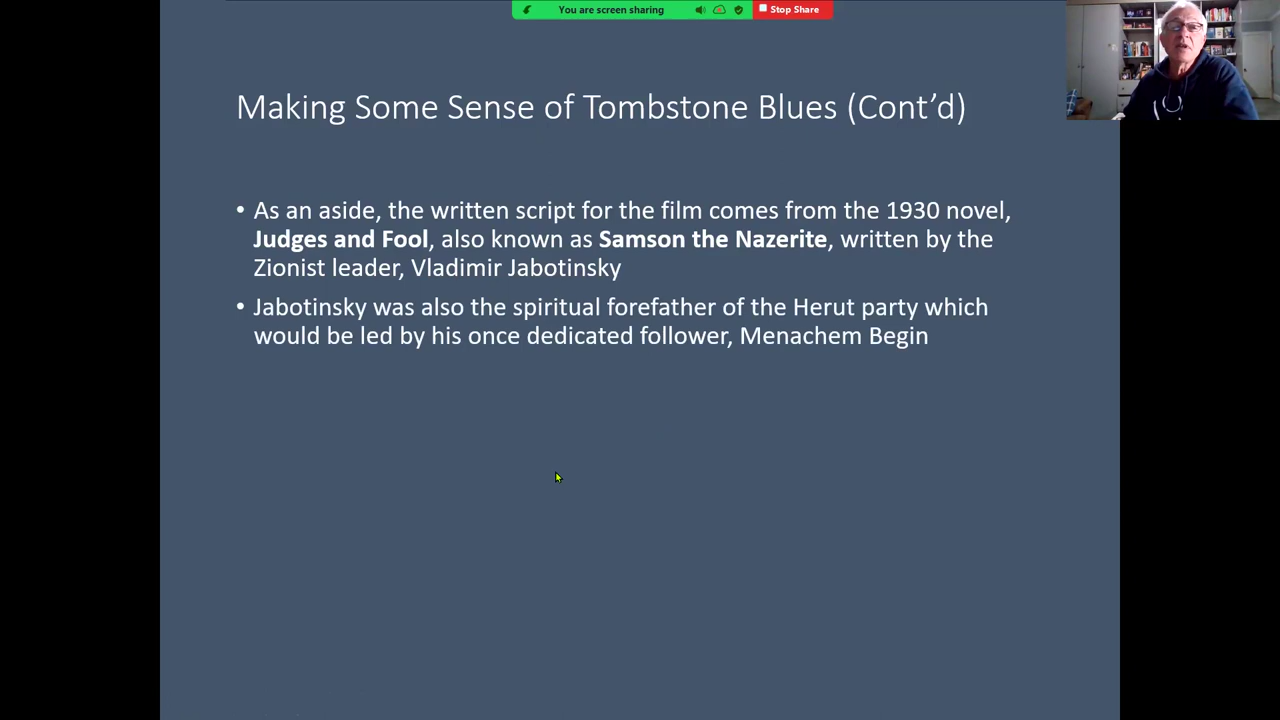 You are screen sharing
Stop Share
Making Some Sense of Tombstone Blues (Cont’d)
• As an aside, the written script for the film comes from the 1930 novel,
Judges and Fool, also known as Samson the Nazerite, written by the
Zionist leader, Vladimir Jabotinsky
• Jabotinsky was also the spiritual forefather of the Herut party which
would be led by his once dedicated follower, Menachem Begin